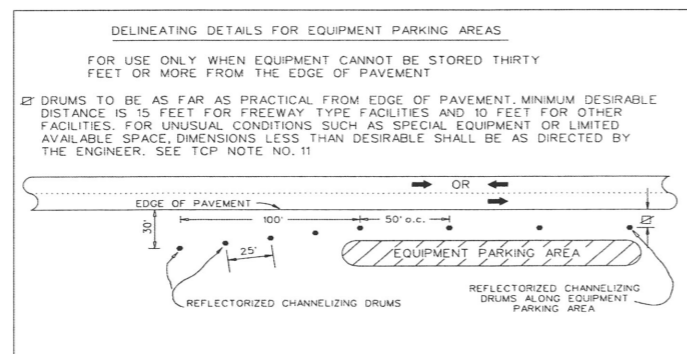 DELINEATING DETAILS FOR EQUIPMENT PARKING AREAS
FOR USE ONLY WHEN EQUIPMENT CANNOT BE STORED THIRTY
FEET OR MORE FROM THE EDGE OF PAVEMENT
DRUMS TO BE AS FAR AS PRACTICAL FROM EDGE OF PAVEMENT. MINIMUM DESIRABLE
DISTANCE IS 15 FEET FOR FREEWAY TYPE FACILITIES AND 10 FEET FOR OTHER
FACILITIES. FOR UNUSUAL CONDITIONS SUCH AS SPECIAL EQUIPMENT OR LIMITED
AVAILABLE SPACE, DIMENSIONS LESS THAN DESIRABLE SHALL BE AS DIRECTED BY
THE ENGINEER. SEE TCP NOTE NO. 11
OR
EDGE OF PAVEMENT
100'
50' o.c.
30'
25'
EQUIPMENT PARKING AREA
REFLECTORIZED CHANNELIZING DRUMS
REFLECTORIZED CHANNELIZING
DRUMS ALONG EQUIPMENT
PARKING AREA